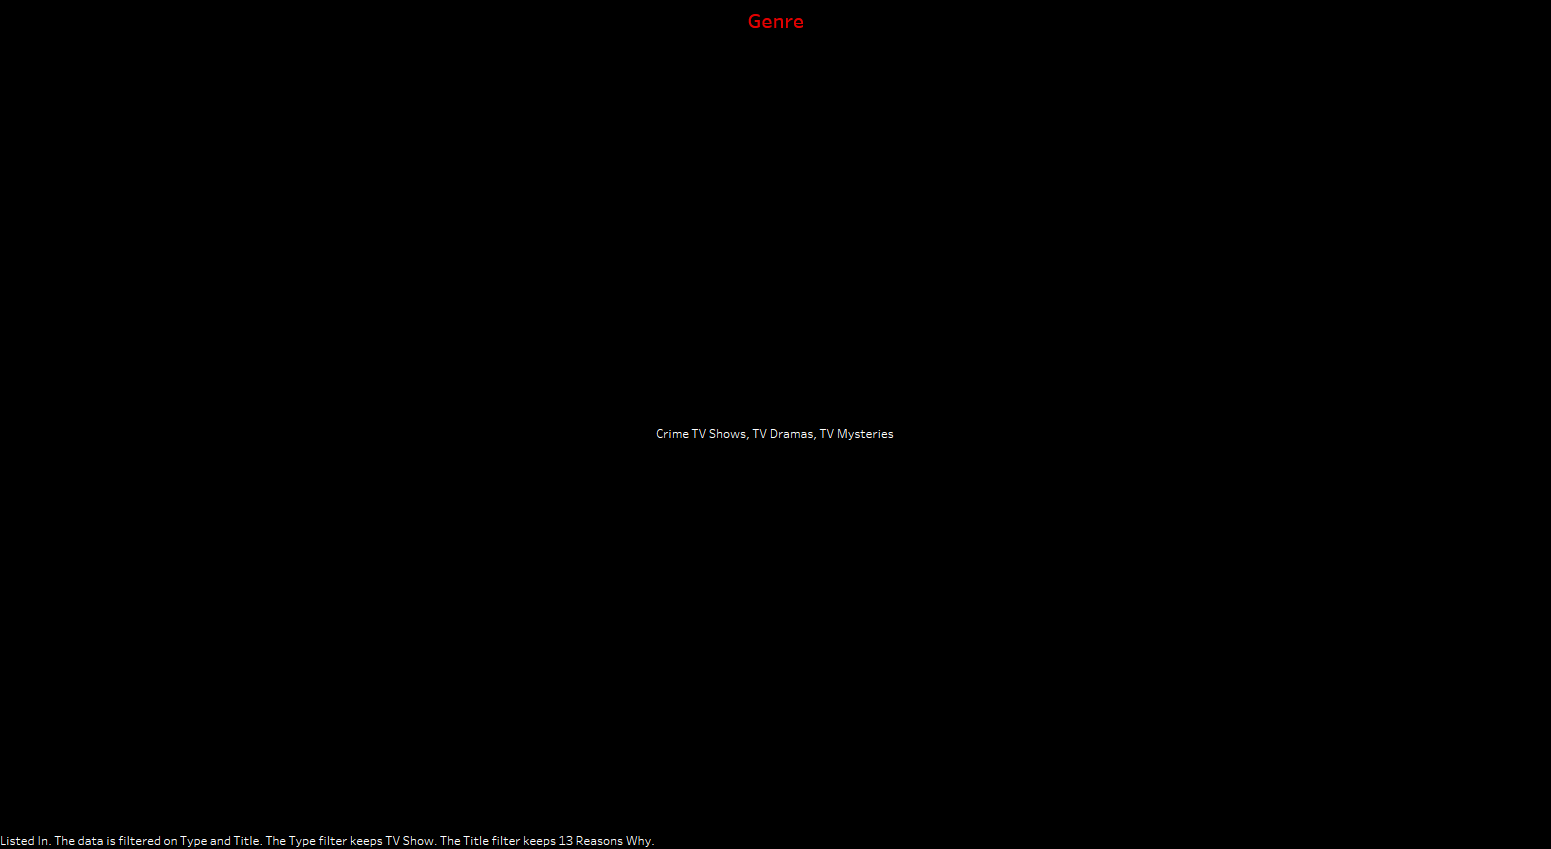 Genre
Crime TV Shows, TV Dramas, TV Mysteries
Listed In. The data is filtered on Type and Title. The Type filter keeps TV Show. The Title filter keeps 13 Reasons Why.